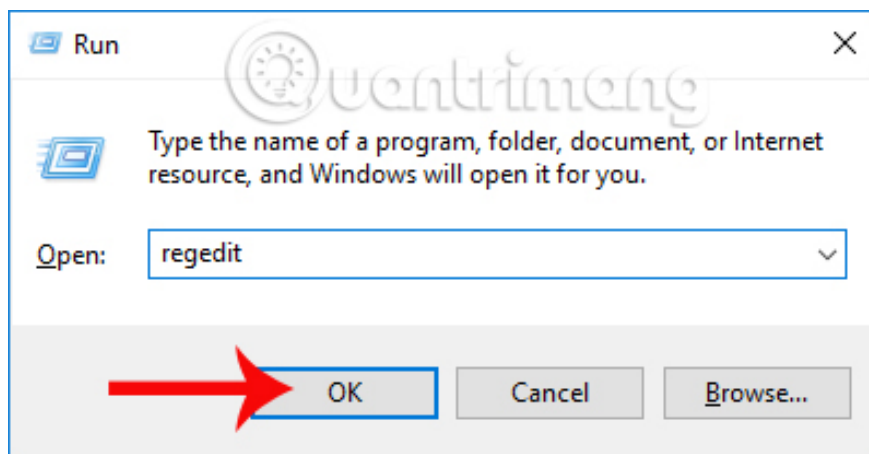 Run
Quantrimang
Type the name of a program, folder, document, or Internet
resource, and Windows will open it for you.
Open: regedit
OK Cancel Browse...